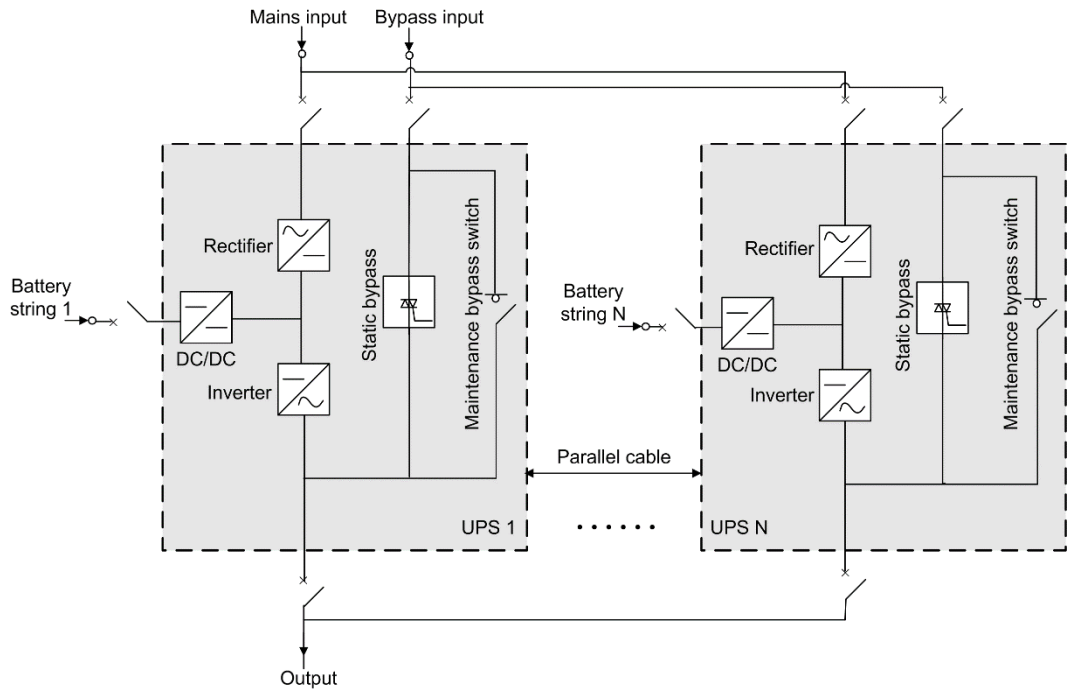 Mains input
Bypass input
Rectifier
Static bypass
Maintenance bypass switch
Battery
string 1
DC/DC
Inverter
UPS 1
Parallel cable
Rectifier
Static bypass
Maintenance bypass switch
Battery
string N
DC/DC
Inverter
UPS N
Output